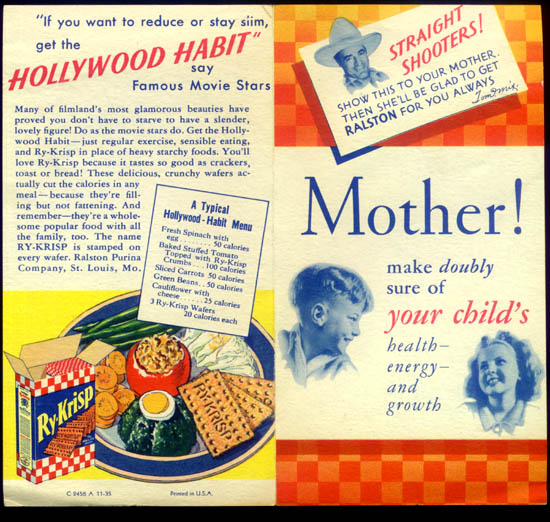 "If you want to reduce or stay slim,
get the
HOLLYWOOD HABIT"
say
Famous Movie Stars
Many of filmland's most glamorous beauties have
proved you don't have to starve to have a slender,
lovely figure! Do as the movie stars do. Get the Holly-
wood Habit—just regular exercise, sensible eating,
and Ry-Krisp in place of heavy starchy foods. You'll
love Ry-Krisp because it tastes so good as crackers,
toast or bread! These delicious, crunchy wafers ac-
tually cut the calories in any
meal—because they're fill-
ing but not fattening. And
remember—they're a whole-
some popular food with all
the family, too. The name
RY-KRISP is stamped on
every wafer. Ralston Purina
Company, St. Louis, Mo.
A Typical
Hollywood-Habit Menu
Fresh Spinach with
egg ........ 50 calories
Baked Stuffed Tomato
Topped with Ry-Krisp
Crumbs ... 100 calories
Sliced Carrots 50 calories
Green Beans .. 50 calories
Cauliflower with
cheese ...... 25 calories
3 Ry-Krisp Wafers
20 calories each
Ry-Krisp
RY-KRISP
C 9456 A 11-35
Printed in U.S.A.
STRAIGHT
SHOOTERS!
SHOW THIS TO YOUR MOTHER.
THEN SHE'LL BE GLAD TO GET
RALSTON FOR YOU ALWAYS
Tom Mix
Mother!
make doubly
sure of
your child's
health—
energy—
and
growth